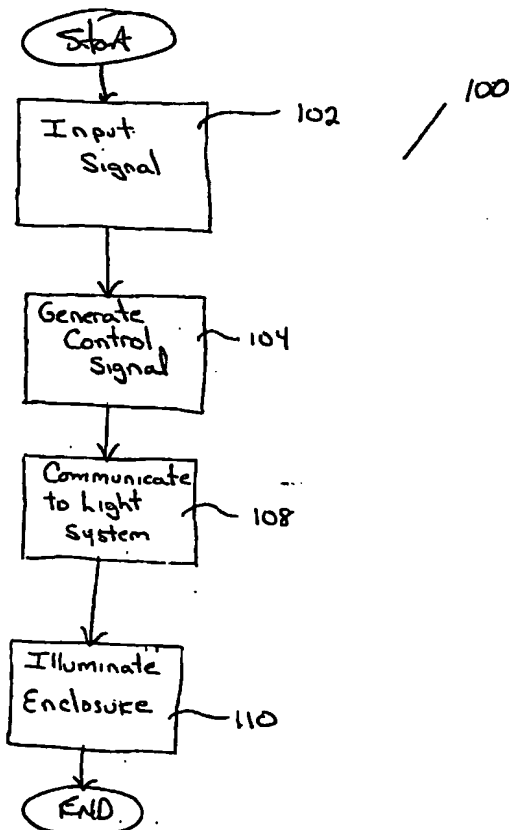 Start
100
Input
Signal
102
Generate
Control
Signal
104
Communicate
to Light
System
108
Illuminate
Enclosure
110
END